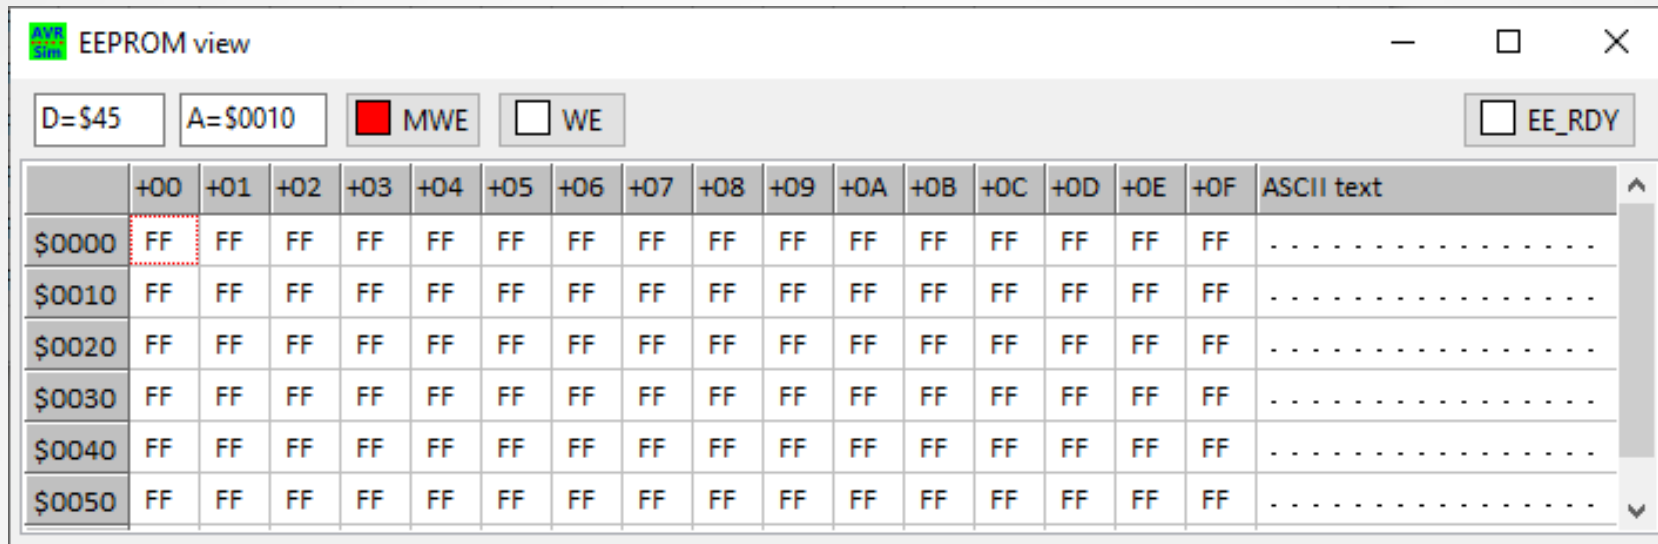 AVR Sim EEPROM view
D=$45 A=$0010 MWE WE EE_RDY
+00 +01 +02 +03 +04 +05 +06 +07 +08 +09 +0A +0B +0C +0D +0E +0F ASCII text
$0000 FF FF FF FF FF FF FF FF FF FF FF FF FF FF FF FF . . . . . . . . . . . . . . . .
$0010 FF FF FF FF FF FF FF FF FF FF FF FF FF FF FF FF . . . . . . . . . . . . . . . .
$0020 FF FF FF FF FF FF FF FF FF FF FF FF FF FF FF FF . . . . . . . . . . . . . . . .
$0030 FF FF FF FF FF FF FF FF FF FF FF FF FF FF FF FF . . . . . . . . . . . . . . . .
$0040 FF FF FF FF FF FF FF FF FF FF FF FF FF FF FF FF . . . . . . . . . . . . . . . .
$0050 FF FF FF FF FF FF FF FF FF FF FF FF FF FF FF FF . . . . . . . . . . . . . . . .